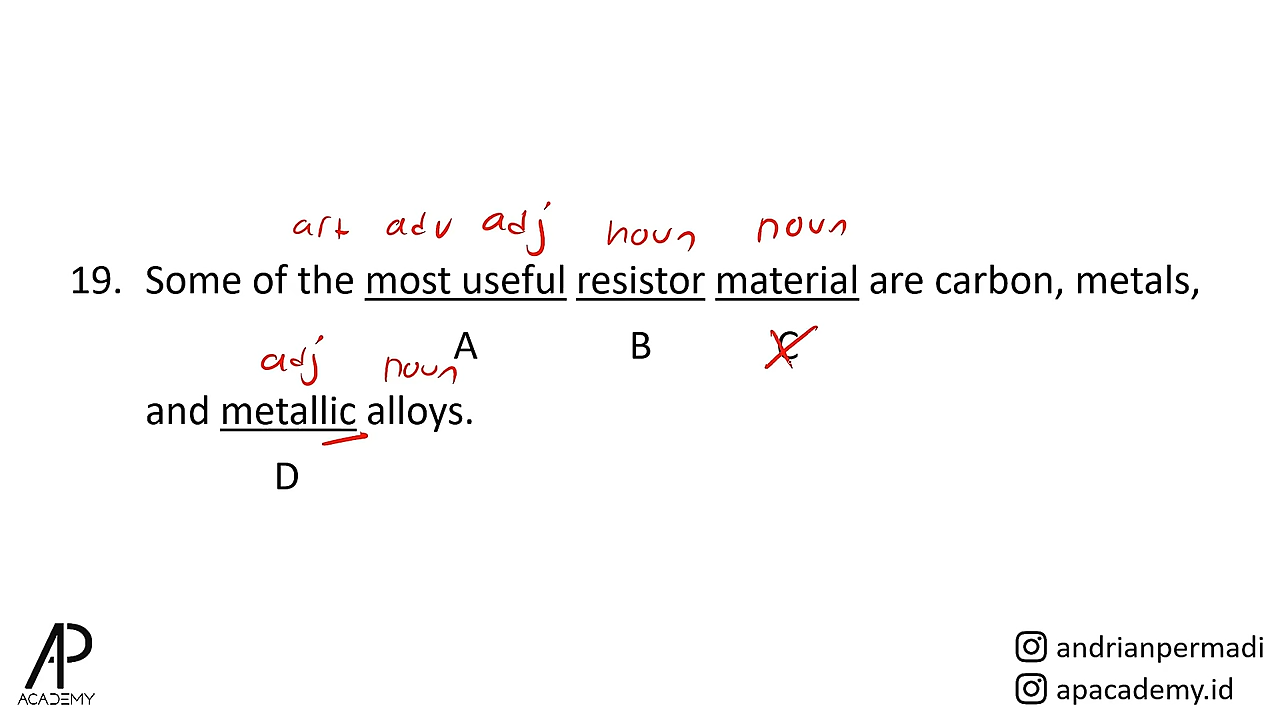 art adv adj noun noun
19. Some of the most useful resistor material are carbon, metals,
A B C
adj noun
and metallic alloys.
D
AP
ACADEMY
andrianpermadi
apacademy.id